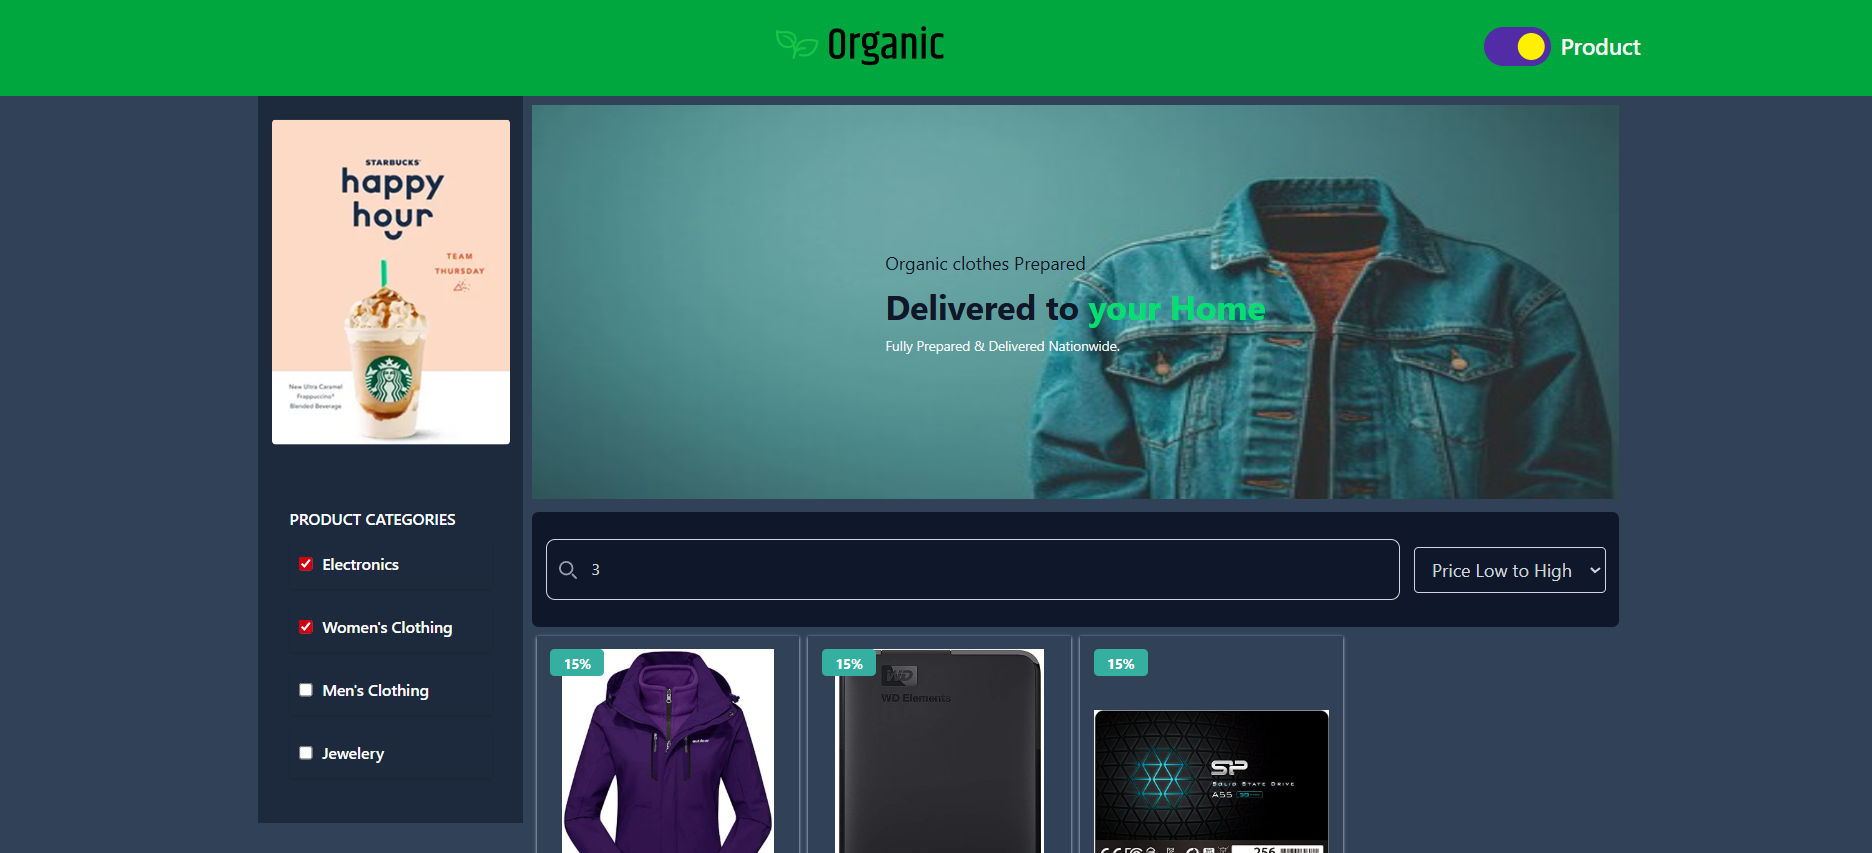 Organic
Product
STARBUCKS
happy
hour
TEAM
THURSDAY
New Ultra Caramel
Frappuccino®
Blended Beverage
Organic clothes Prepared
Delivered to your Home
Fully Prepared & Delivered Nationwide.
PRODUCT CATEGORIES
Electronics
Women's Clothing
Men's Clothing
Jewelery
3
Price Low to High
15%
15%
WD
WD Elements
15%
SP
SOLID STATE DRIVE
A55
256